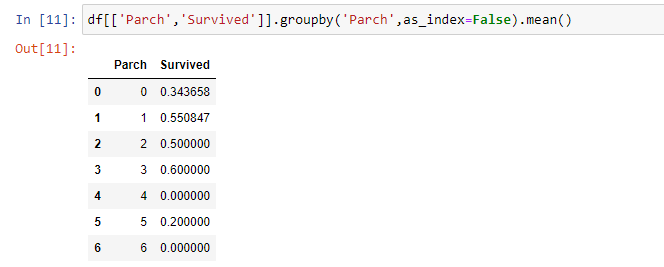 In [11]: df[['Parch','Survived']].groupby('Parch',as_index=False).mean()
Out[11]:
Parch Survived
0 0 0.343658
1 1 0.550847
2 2 0.500000
3 3 0.600000
4 4 0.000000
5 5 0.200000
6 6 0.000000